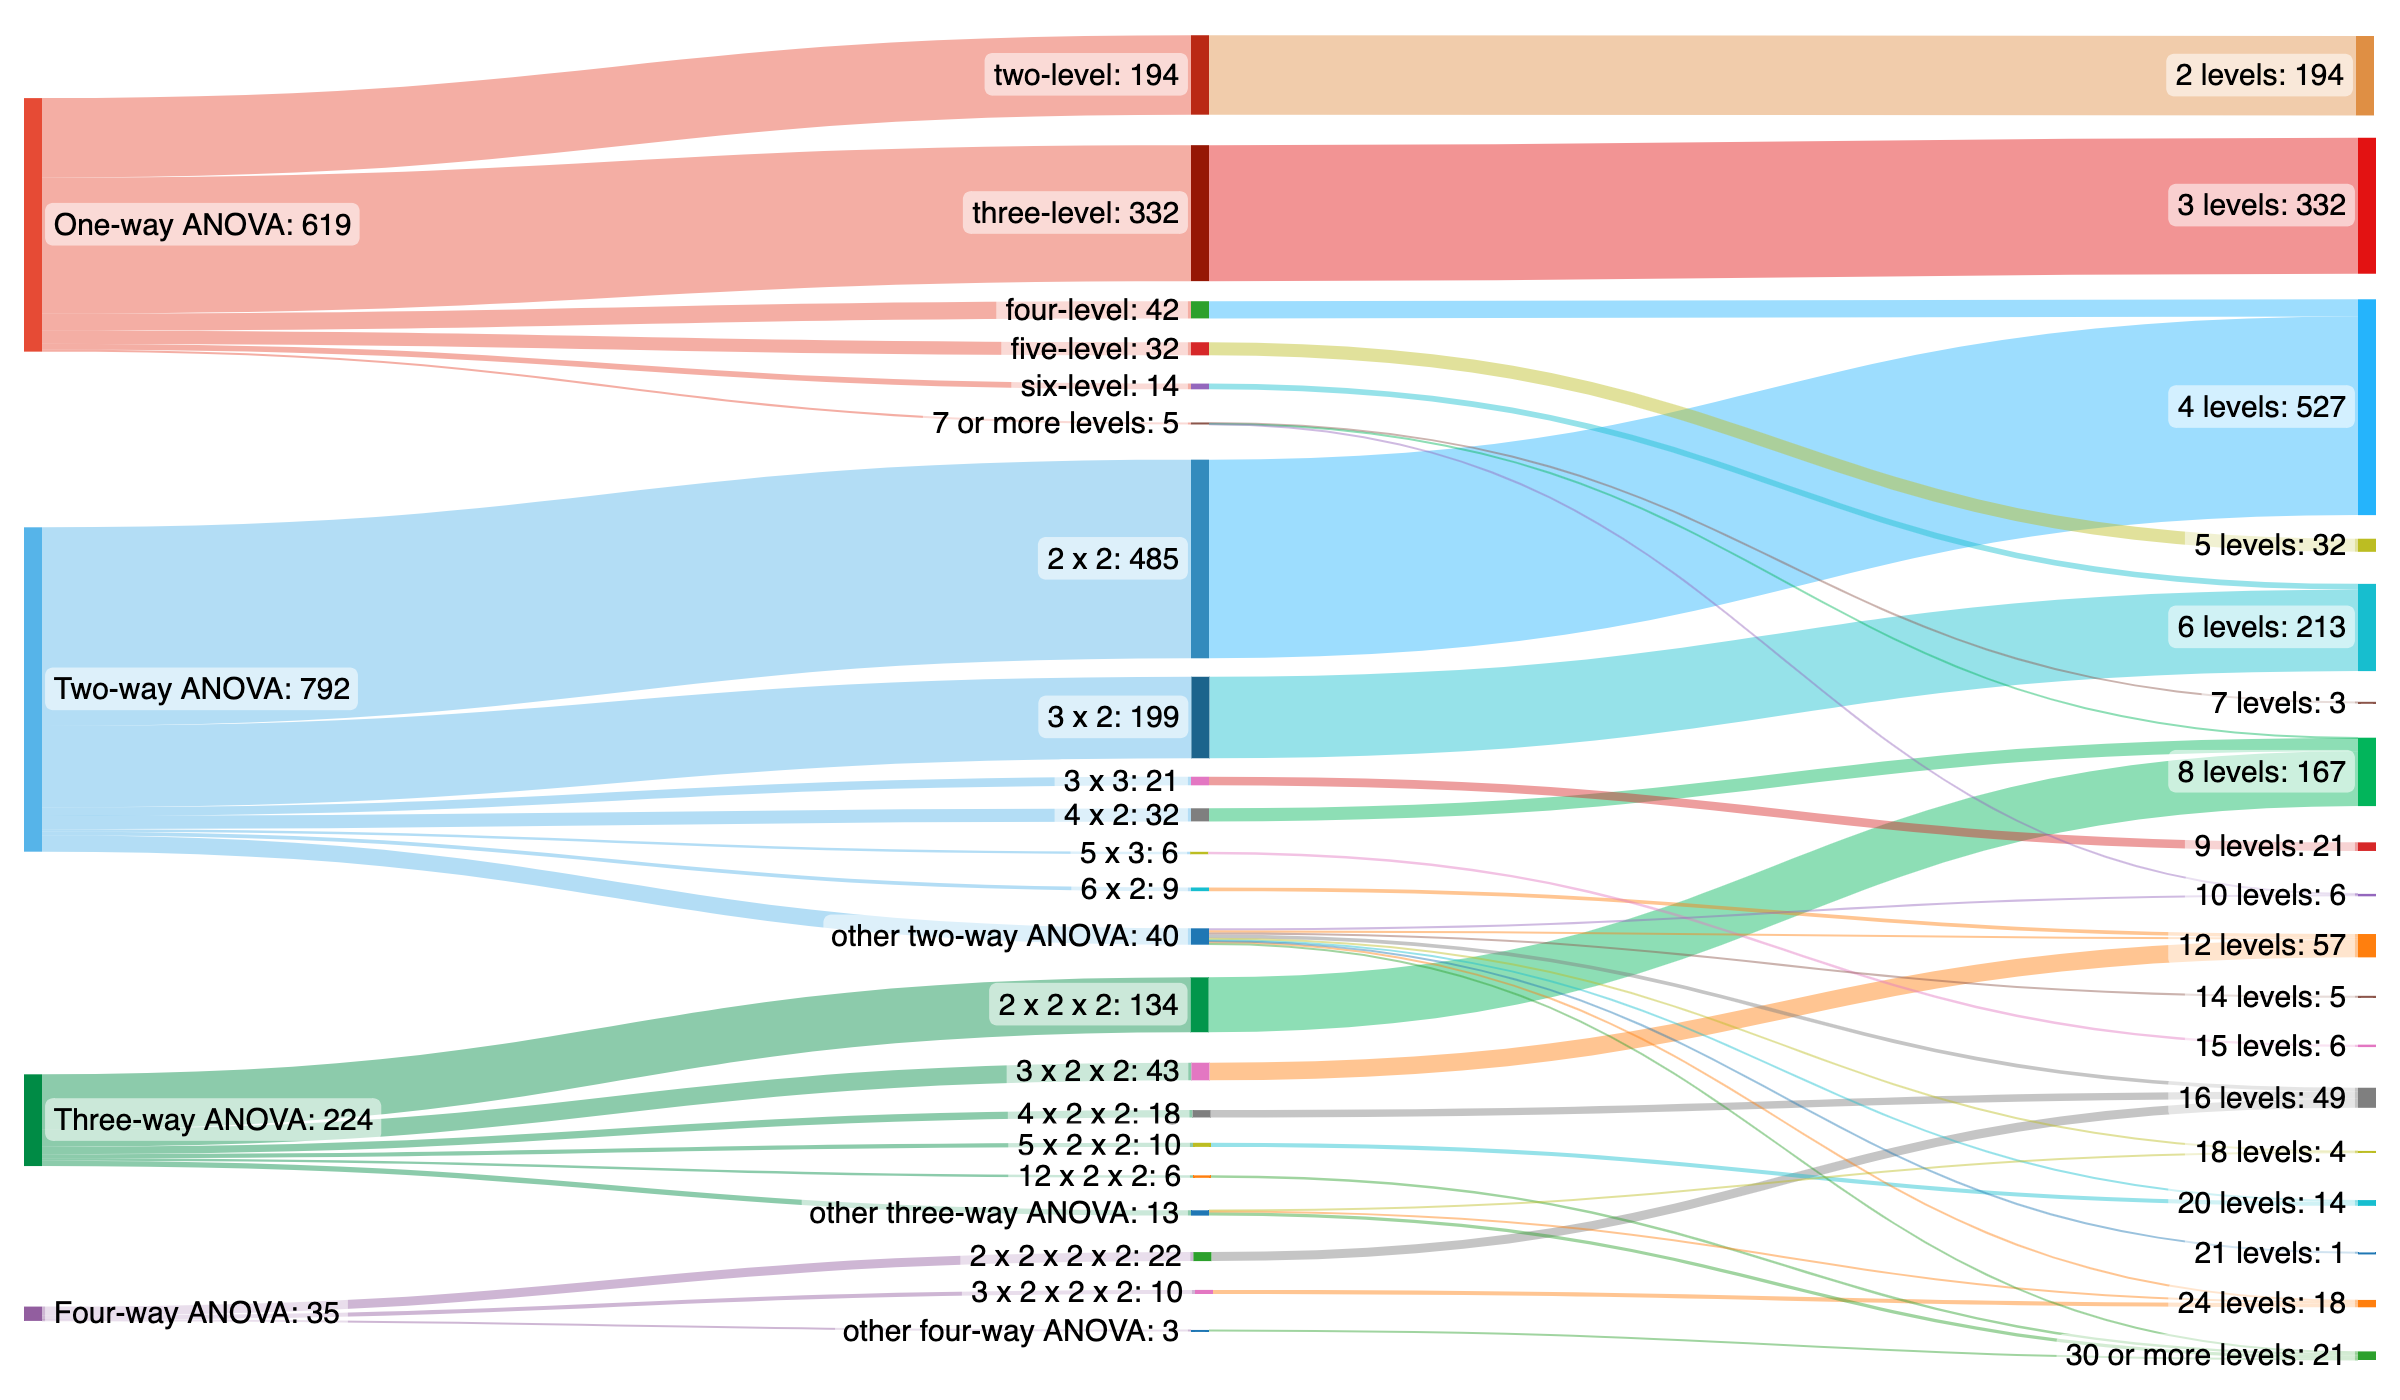 One-way ANOVA: 619
Two-way ANOVA: 792
Three-way ANOVA: 224
Four-way ANOVA: 35
two-level: 194
three-level: 332
four-level: 42
five-level: 32
six-level: 14
7 or more levels: 5
2 x 2: 485
3 x 2: 199
3 x 3: 21
4 x 2: 32
5 x 3: 6
6 x 2: 9
other two-way ANOVA: 40
2 x 2 x 2: 134
3 x 2 x 2: 43
4 x 2 x 2: 18
5 x 2 x 2: 10
12 x 2 x 2: 6
other three-way ANOVA: 13
2 x 2 x 2 x 2: 22
3 x 2 x 2 x 2: 10
other four-way ANOVA: 3
2 levels: 194
3 levels: 332
4 levels: 527
5 levels: 32
6 levels: 213
7 levels: 3
8 levels: 167
9 levels: 21
10 levels: 6
12 levels: 57
14 levels: 5
15 levels: 6
16 levels: 49
18 levels: 4
20 levels: 14
21 levels: 1
24 levels: 18
30 or more levels: 21